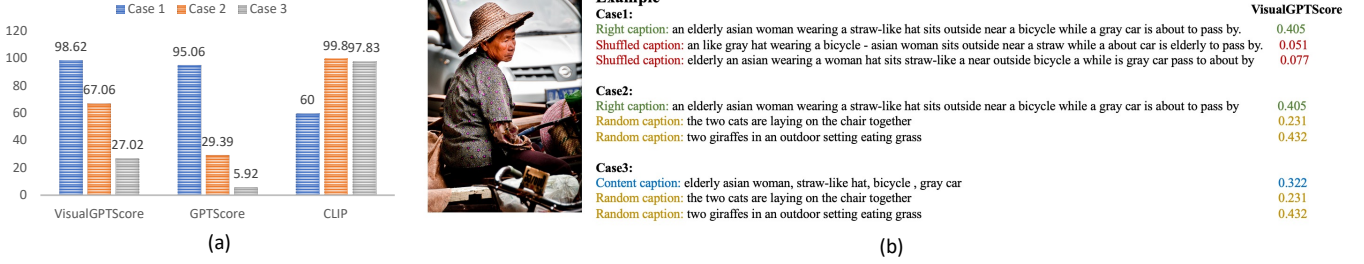 Case 1 Case 2 Case 3
120
100
80
60
40
20
0
98.62
67.06
27.02
95.06
29.39
5.92
60
99.8
97.83
VisualGPTScore GPTScore CLIP
(a)
Example
VisualGPTScore
Case1:
Right caption: an elderly asian woman wearing a straw-like hat sits outside near a bicycle while a gray car is about to pass by. 0.405
Shuffled caption: an like gray hat wearing a bicycle - asian woman sits outside near a straw while a about car is elderly to pass by. 0.051
Shuffled caption: elderly an asian wearing a woman hat sits straw-like a near outside bicycle a while is gray car pass to about by 0.077
Case2:
Right caption: an elderly asian woman wearing a straw-like hat sits outside near a bicycle while a gray car is about to pass by 0.405
Random caption: the two cats are laying on the chair together 0.231
Random caption: two giraffes in an outdoor setting eating grass 0.432
Case3:
Content caption: elderly asian woman, straw-like hat, bicycle , gray car 0.322
Random caption: the two cats are laying on the chair together 0.231
Random caption: two giraffes in an outdoor setting eating grass 0.432
(b)